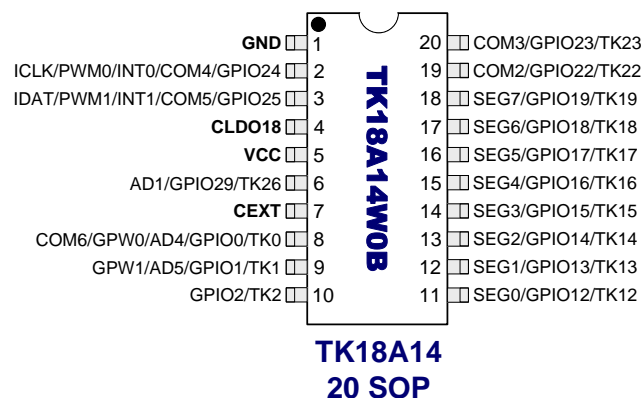 GND 1 20 COM3/GPIO23/TK23
ICLK/PWM0/INT0/COM4/GPIO24 2 19 COM2/GPIO22/TK22
IDAT/PWM1/INT1/COM5/GPIO25 3 18 SEG7/GPIO19/TK19
CLDO18 4 17 SEG6/GPIO18/TK18
VCC 5 16 SEG5/GPIO17/TK17
AD1/GPIO29/TK26 6 15 SEG4/GPIO16/TK16
CEXT 7 14 SEG3/GPIO15/TK15
COM6/GPW0/AD4/GPIO0/TK0 8 13 SEG2/GPIO14/TK14
GPW1/AD5/GPIO1/TK1 9 12 SEG1/GPIO13/TK13
GPIO2/TK2 10 11 SEG0/GPIO12/TK12
TK18A14W0B
TK18A14
20 SOP